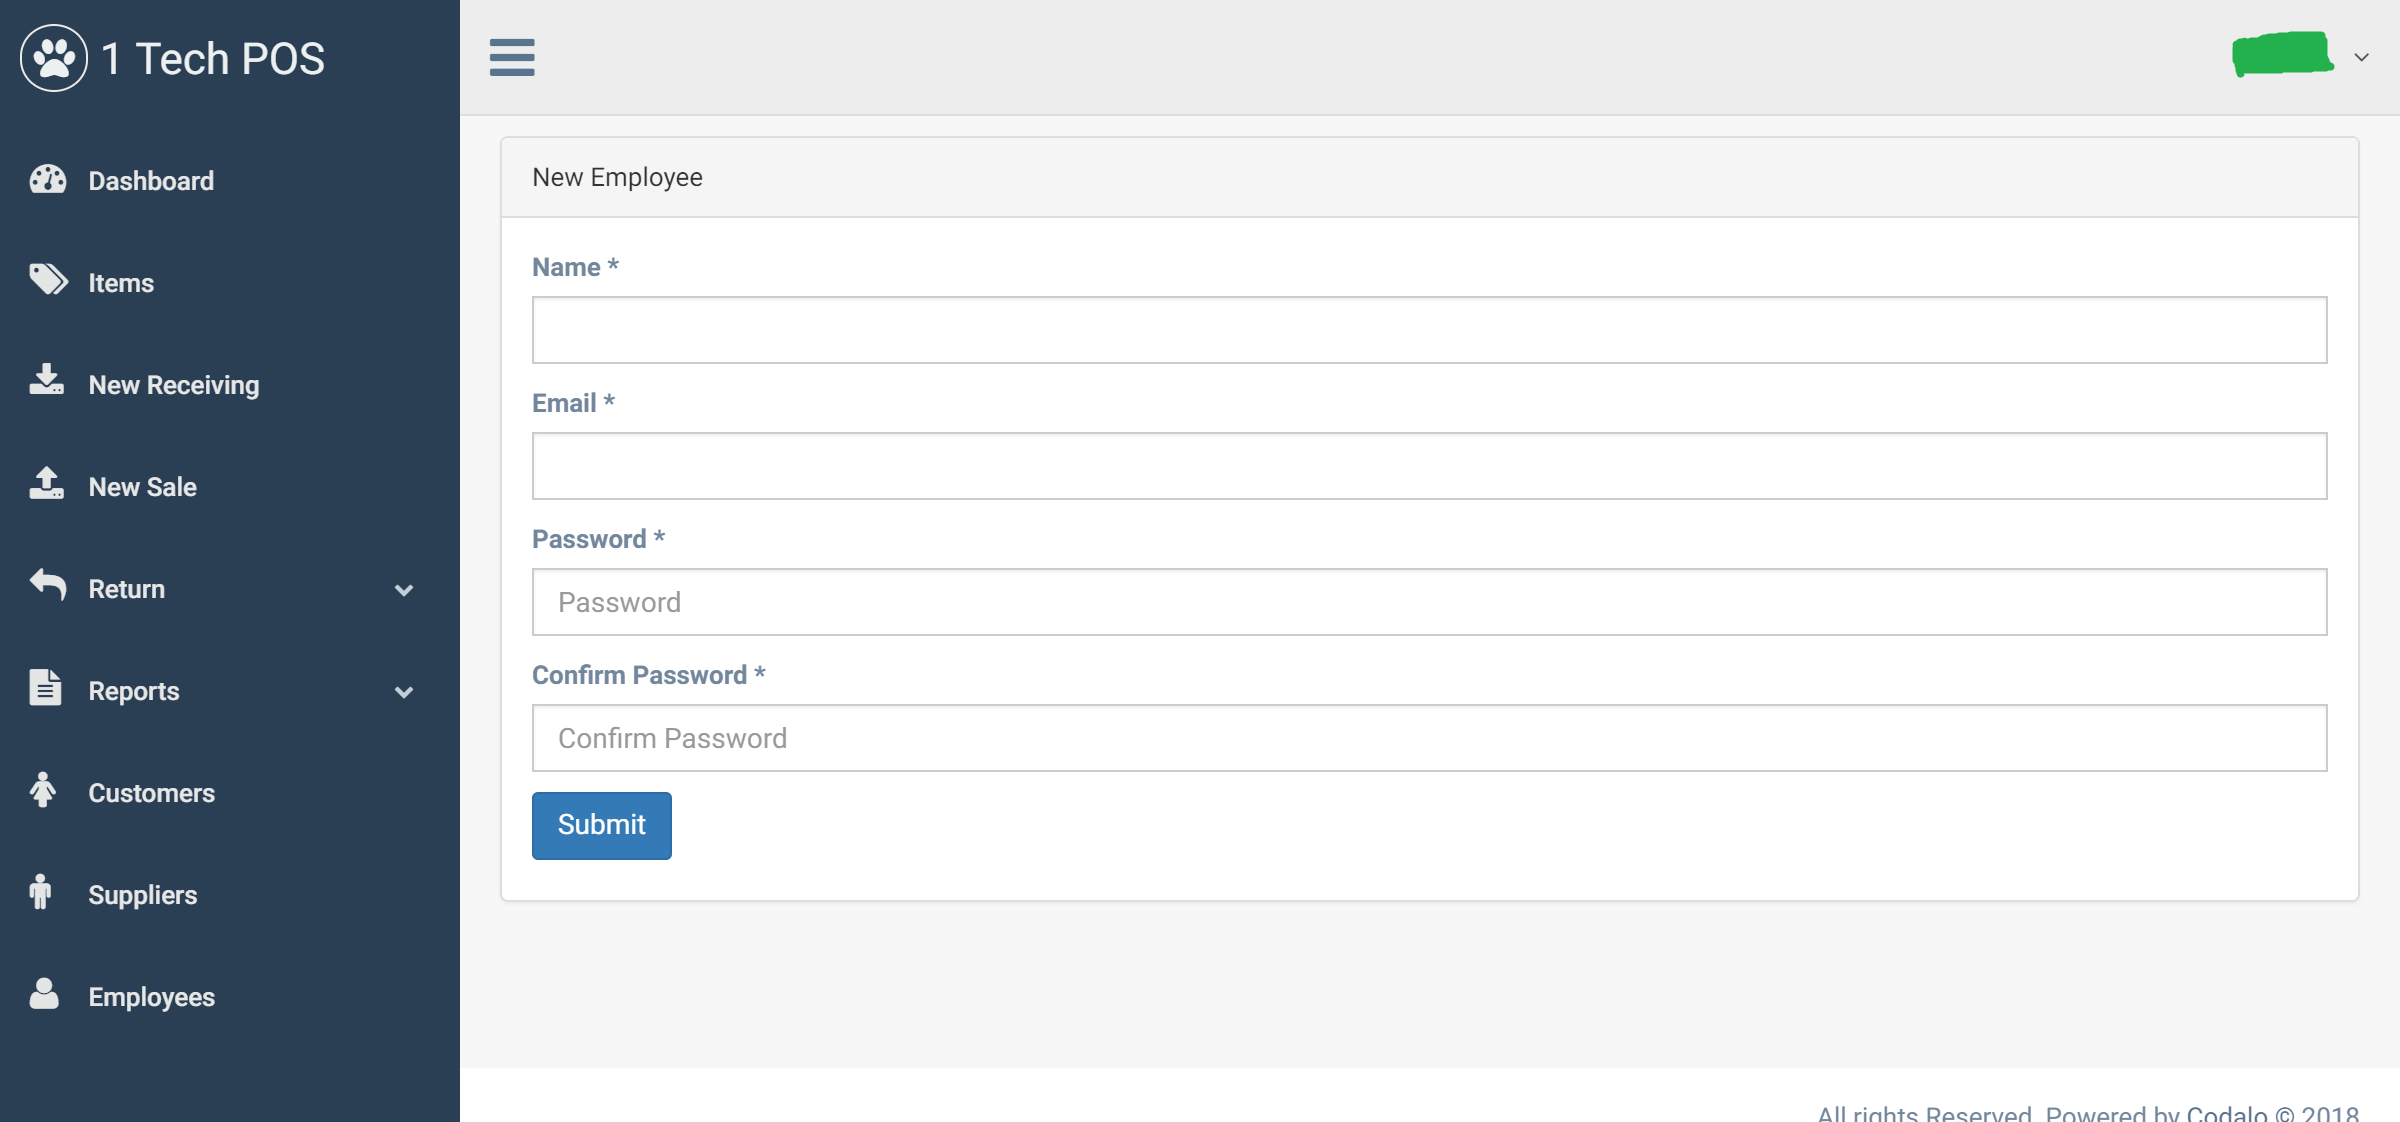 1 Tech POS
Dashboard
Items
New Receiving
New Sale
Return
Reports
Customers
Suppliers
Employees
New Employee
Name *
Email *
Password *
Password
Confirm Password *
Confirm Password
Submit
All rights Reserved. Powered by Codalo © 2018